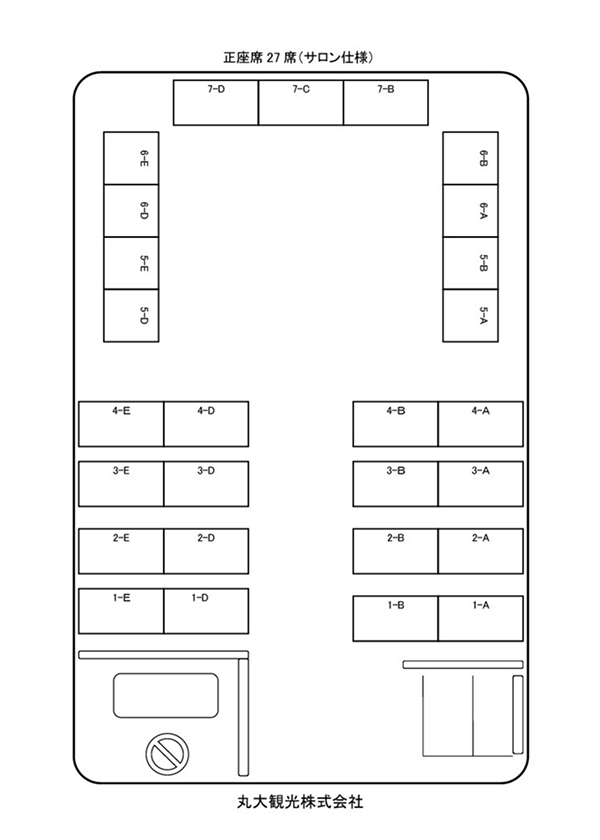 正座席 27 席（サロン仕様）
7-D 7-C 7-B
6-E 6-B
6-D 6-A
5-E 5-B
5-D 5-A
4-E 4-D 4-B 4-A
3-E 3-D 3-B 3-A
2-E 2-D 2-B 2-A
1-E 1-D 1-B 1-A
丸大観光株式会社